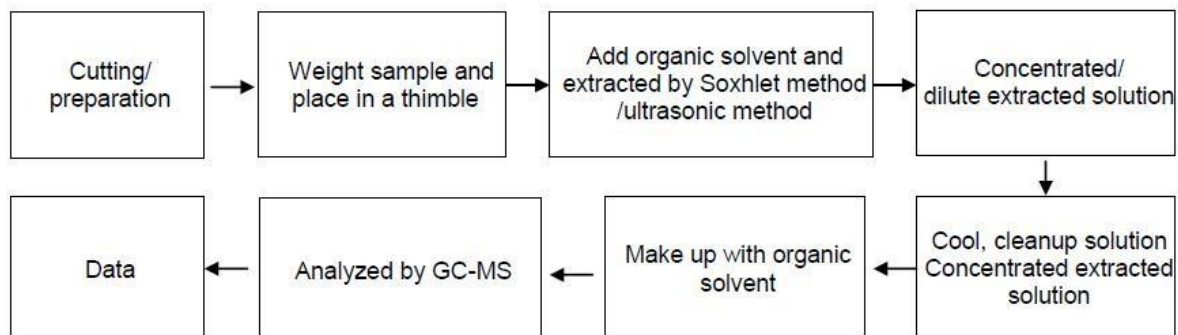 Cutting/
preparation
Weight sample and
place in a thimble
Add organic solvent and
extracted by Soxhlet method
/ultrasonic method
Concentrated/
dilute extracted solution
Cool, cleanup solution
Concentrated extracted
solution
Make up with organic
solvent
Analyzed by GC-MS
Data